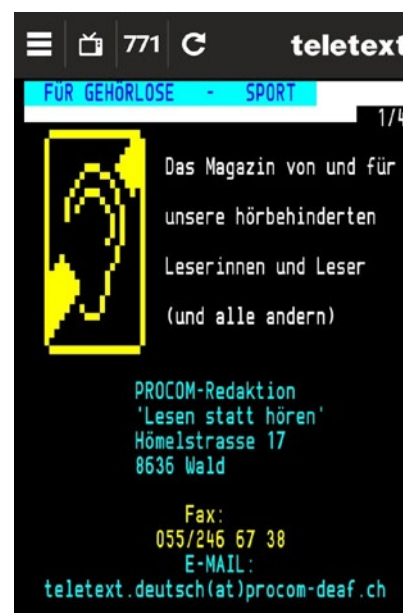 771 teletext
FÜR GEHÖRLOSE - SPORT
1/4
Das Magazin von und für
unsere hörbehinderten
Leserinnen und Leser
(und alle andern)
PROCOM-Redaktion
'Lesen statt hören'
Hömelstrasse 17
8636 Wald
Fax:
055/246 67 38
E-MAIL:
teletext.deutsch(at)procom-deaf.ch